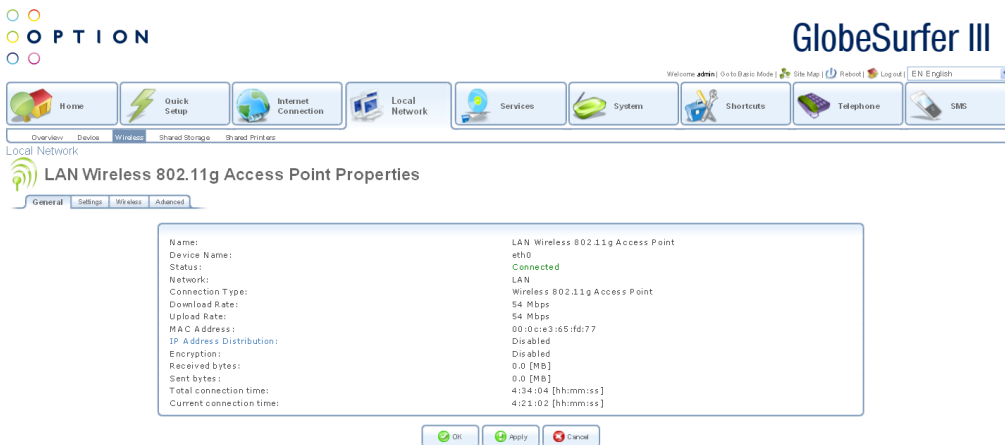 OPTION
GlobeSurfer III
Welcome admin | Go to Basic Mode | Site Map | Reboot | Log out | EN English
Home
Quick Setup
Internet Connection
Local Network
Services
System
Shortcuts
Telephone
SMS
Overview Device Wireless Shared Storage Shared Printers
Local Network
LAN Wireless 802.11g Access Point Properties
General Settings Wireless Advanced
Name: LAN Wireless 802.11g Access Point
Device Name: eth0
Status: Connected
Network: LAN
Connection Type: Wireless 802.11g Access Point
Download Rate: 54 Mbps
Upload Rate: 54 Mbps
MAC Address: 00:0c:e3:65:fd:77
IP Address Distribution: Disabled
Encryption: Disabled
Received bytes: 0.0 [MB]
Sent bytes: 0.0 [MB]
Total connection time: 4:34:04 [hh:mm:ss]
Current connection time: 4:21:02 [hh:mm:ss]
OK Apply Cancel